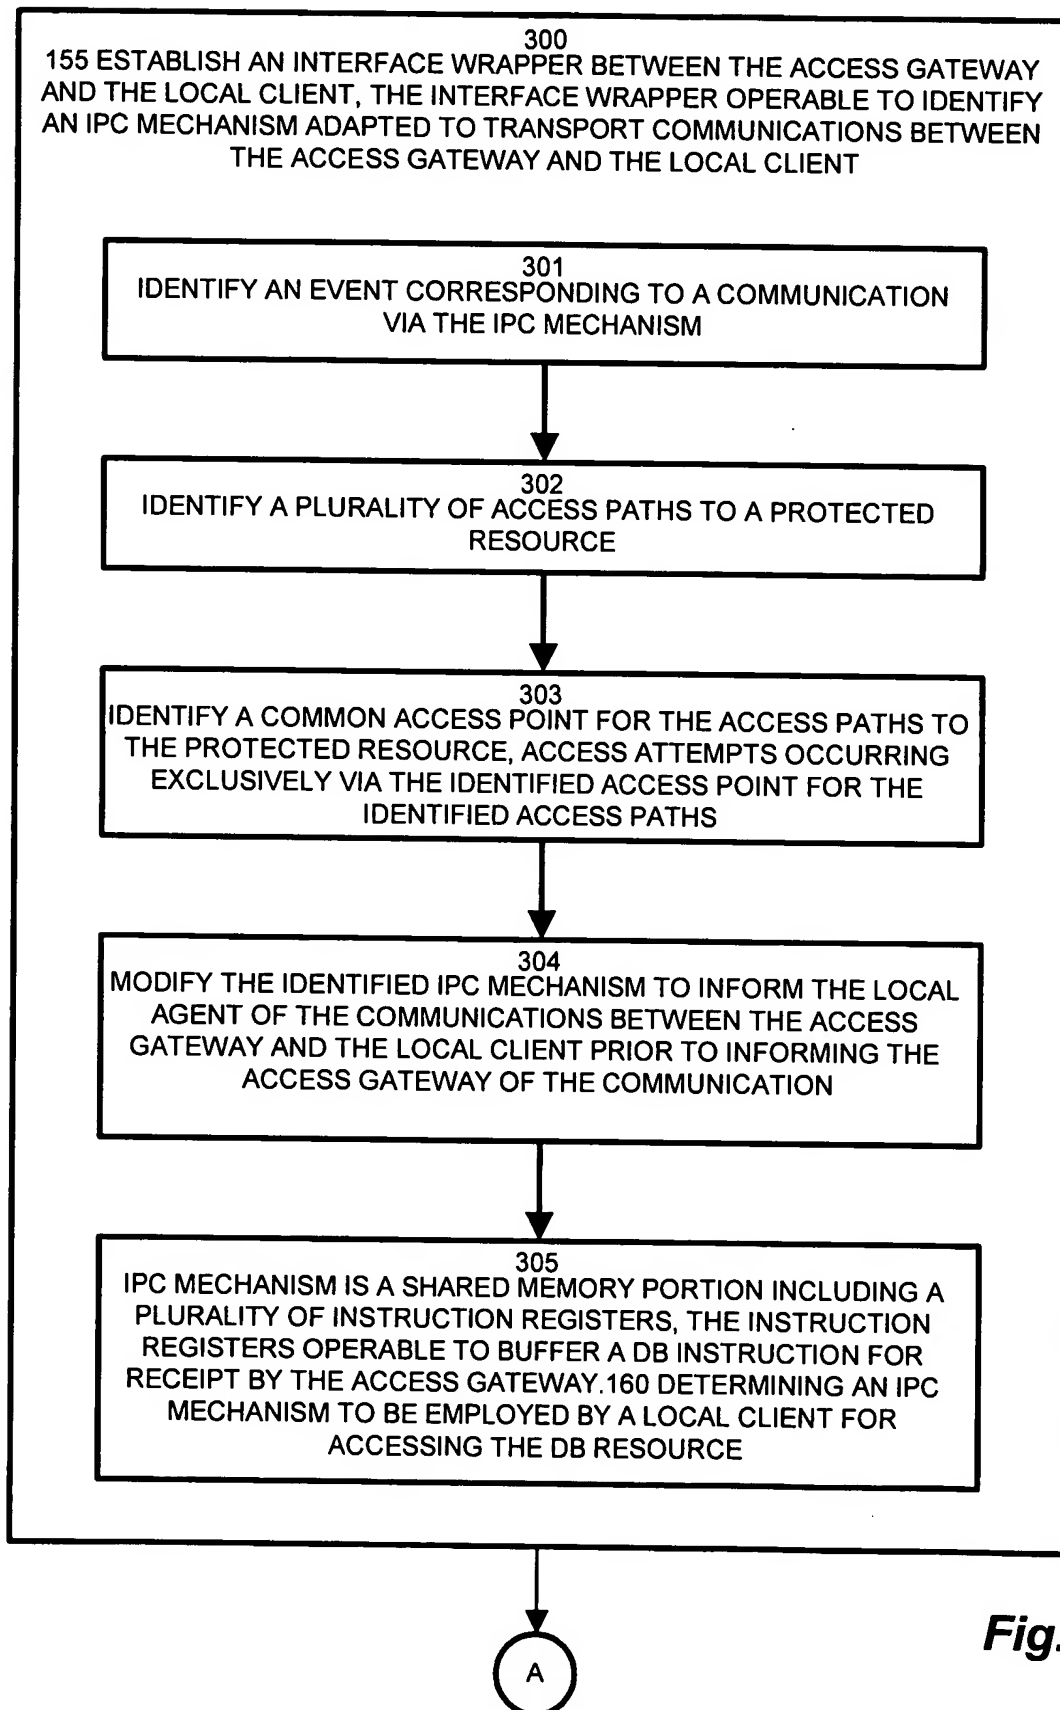 300
155 ESTABLISH AN INTERFACE WRAPPER BETWEEN THE ACCESS GATEWAY
AND THE LOCAL CLIENT, THE INTERFACE WRAPPER OPERABLE TO IDENTIFY
AN IPC MECHANISM ADAPTED TO TRANSPORT COMMUNICATIONS BETWEEN
THE ACCESS GATEWAY AND THE LOCAL CLIENT
301
IDENTIFY AN EVENT CORRESPONDING TO A COMMUNICATION
VIA THE IPC MECHANISM
302
IDENTIFY A PLURALITY OF ACCESS PATHS TO A PROTECTED
RESOURCE
303
IDENTIFY A COMMON ACCESS POINT FOR THE ACCESS PATHS TO
THE PROTECTED RESOURCE, ACCESS ATTEMPTS OCCURRING
EXCLUSIVELY VIA THE IDENTIFIED ACCESS POINT FOR THE
IDENTIFIED ACCESS PATHS
304
MODIFY THE IDENTIFIED IPC MECHANISM TO INFORM THE LOCAL
AGENT OF THE COMMUNICATIONS BETWEEN THE ACCESS
GATEWAY AND THE LOCAL CLIENT PRIOR TO INFORMING THE
ACCESS GATEWAY OF THE COMMUNICATION
305
IPC MECHANISM IS A SHARED MEMORY PORTION INCLUDING A
PLURALITY OF INSTRUCTION REGISTERS, THE INSTRUCTION
REGISTERS OPERABLE TO BUFFER A DB INSTRUCTION FOR
RECEIPT BY THE ACCESS GATEWAY.160 DETERMINING AN IPC
MECHANISM TO BE EMPLOYED BY A LOCAL CLIENT FOR
ACCESSING THE DB RESOURCE
Fig.
A